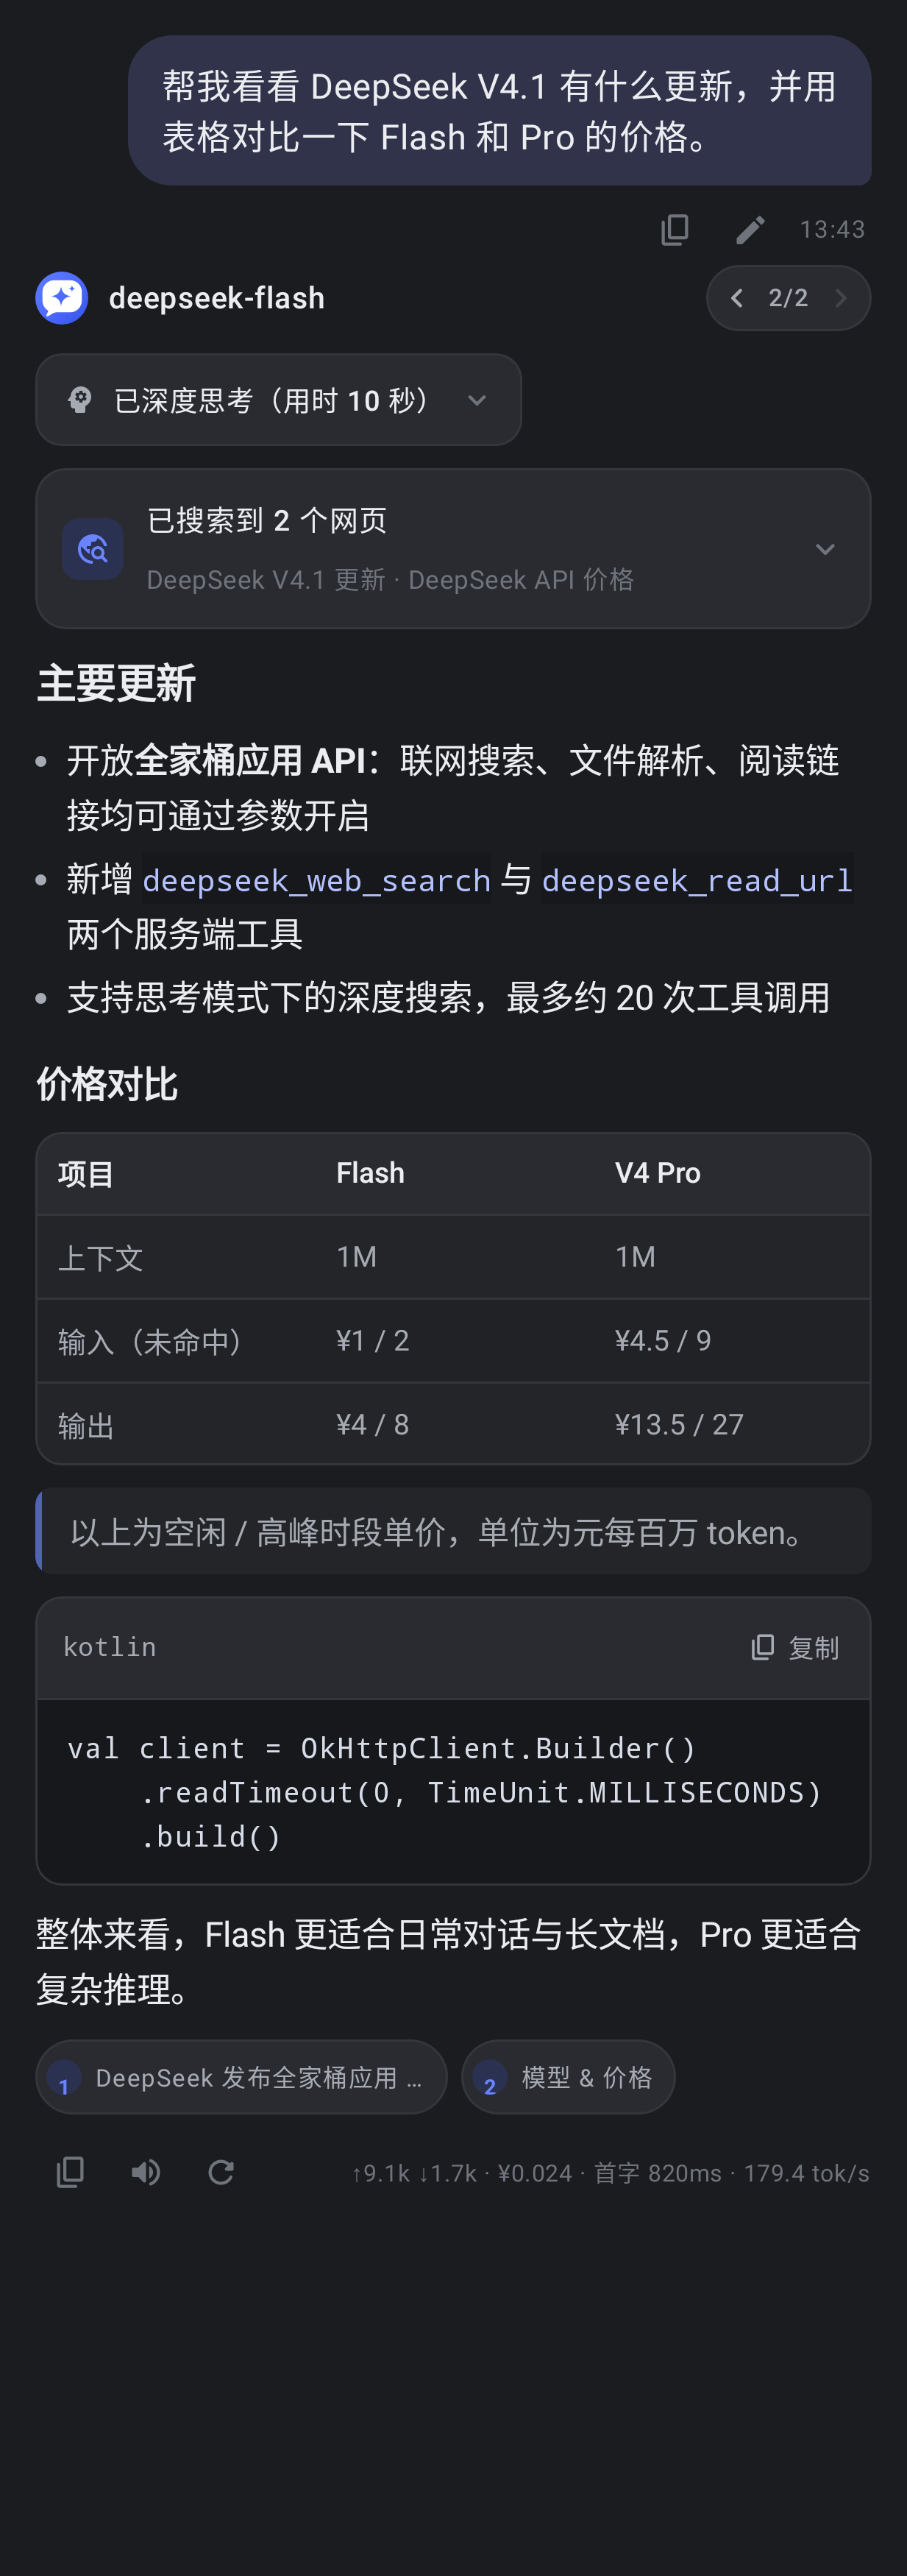 帮我看看 DeepSeek V4.1 有什么更新，并用
表格对比一下 Flash 和 Pro 的价格。
13:43
deepseek-flash
2/2
已深度思考（用时 10 秒）
已搜索到 2 个网页
DeepSeek V4.1 更新 · DeepSeek API 价格
主要更新
• 开放全家桶应用 API：联网搜索、文件解析、阅读链
接均可通过参数开启
• 新增 deepseek_web_search 与 deepseek_read_url
两个服务端工具
• 支持思考模式下的深度搜索，最多约 20 次工具调用
价格对比
项目 Flash V4 Pro
上下文 1M 1M
输入（未命中） ¥1 / 2 ¥4.5 / 9
输出 ¥4 / 8 ¥13.5 / 27
以上为空闲 / 高峰时段单价，单位为元每百万 token。
kotlin 复制
val client = OkHttpClient.Builder()
    .readTimeout(0, TimeUnit.MILLISECONDS)
    .build()
整体来看，Flash 更适合日常对话与长文档，Pro 更适合
复杂推理。
1 DeepSeek 发布全家桶应用 … 2 模型 & 价格
↑9.1k ↓1.7k · ¥0.024 · 首字 820ms · 179.4 tok/s